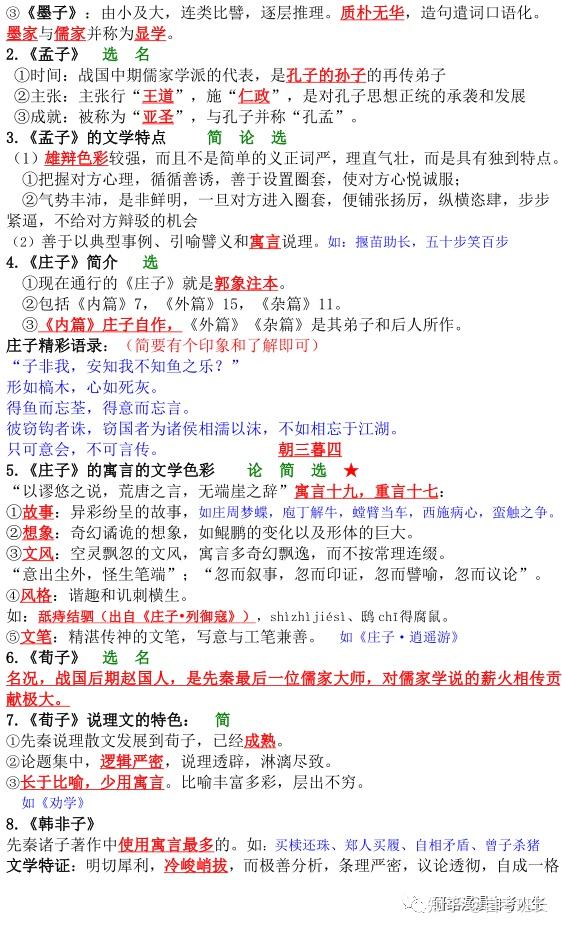 ③《墨子》：由小及大，连类比譬，逐层推理。质朴无华，造句遣词口语化。
墨家与儒家并称为显学。
2.《孟子》 选 名
①时间：战国中期儒家学派的代表，是孔子的孙子的再传弟子
②主张：主张行“王道”，施“仁政”，是对孔子思想正统的承袭和发展
③成就：被称为“亚圣”，与孔子并称“孔孟”。
3.《孟子》的文学特点 简 论 选
（1）雄辩色彩较强，而且不是简单的义正词严，理直气壮，而是具有独到特点。
①把握对方心理，循循善诱，善于设置圈套，使对方心悦诚服；
②气势丰沛，是非鲜明，一旦对方进入圈套，便铺张扬厉，纵横恣肆，步步
紧逼，不给对方辩驳的机会
（2）善于以典型事例、引喻譬义和寓言说理。如：揠苗助长，五十步笑百步
4.《庄子》简介 选
①现在通行的《庄子》就是郭象注本。
②包括《内篇》7，《外篇》15，《杂篇》11。
③《内篇》庄子自作，《外篇》《杂篇》是其弟子和后人所作。
庄子精彩语录：（简要有个印象和了解即可）
“子非我，安知我不知鱼之乐？”
形如槁木，心如死灰。
得鱼而忘荃，得意而忘言。
彼窃钩者诛，窃国者为诸侯相濡以沫，不如相忘于江湖。
只可意会，不可言传。 朝三暮四
5.《庄子》的寓言的文学色彩 论 简 选 ★
“以谬悠之说，荒唐之言，无端崖之辞”寓言十九，重言十七：
①故事：异彩纷呈的故事，如庄周梦蝶，庖丁解牛，螳臂当车，西施病心，蛮触之争。
②想象：奇幻谲诡的想象，如鲲鹏的变化以及形体的巨大。
③文风：空灵飘忽的文风，寓言多奇幻飘逸，而不按常理连缀。
“意出尘外，怪生笔端”；“忽而叙事，忽而印证，忽而譬喻，忽而议论”。
④风格：谐趣和讥刺横生。
如：舐痔结驷（出自《庄子•列御寇》），shìzhìjiésì、鸱 chī得腐鼠。
⑤文笔：精湛传神的文笔，写意与工笔兼善。 如《庄子·逍遥游》
6.《荀子》 选 名
名况，战国后期赵国人，是先秦最后一位儒家大师，对儒家学说的薪火相传贡
献极大。
7.《荀子》说理文的特色： 简
①先秦说理散文发展到荀子，已经成熟。
②论题集中，逻辑严密，说理透辟，淋漓尽致。
③长于比喻，少用寓言。比喻丰富多彩，层出不穷。
如《劝学》
8.《韩非子》
先秦诸子著作中使用寓言最多的。如：买椟还珠、郑人买履、自相矛盾、曾子杀猪
文学特证：明切犀利，冷峻峭拔，而极善分析，条理严密，议论透彻，自成一格